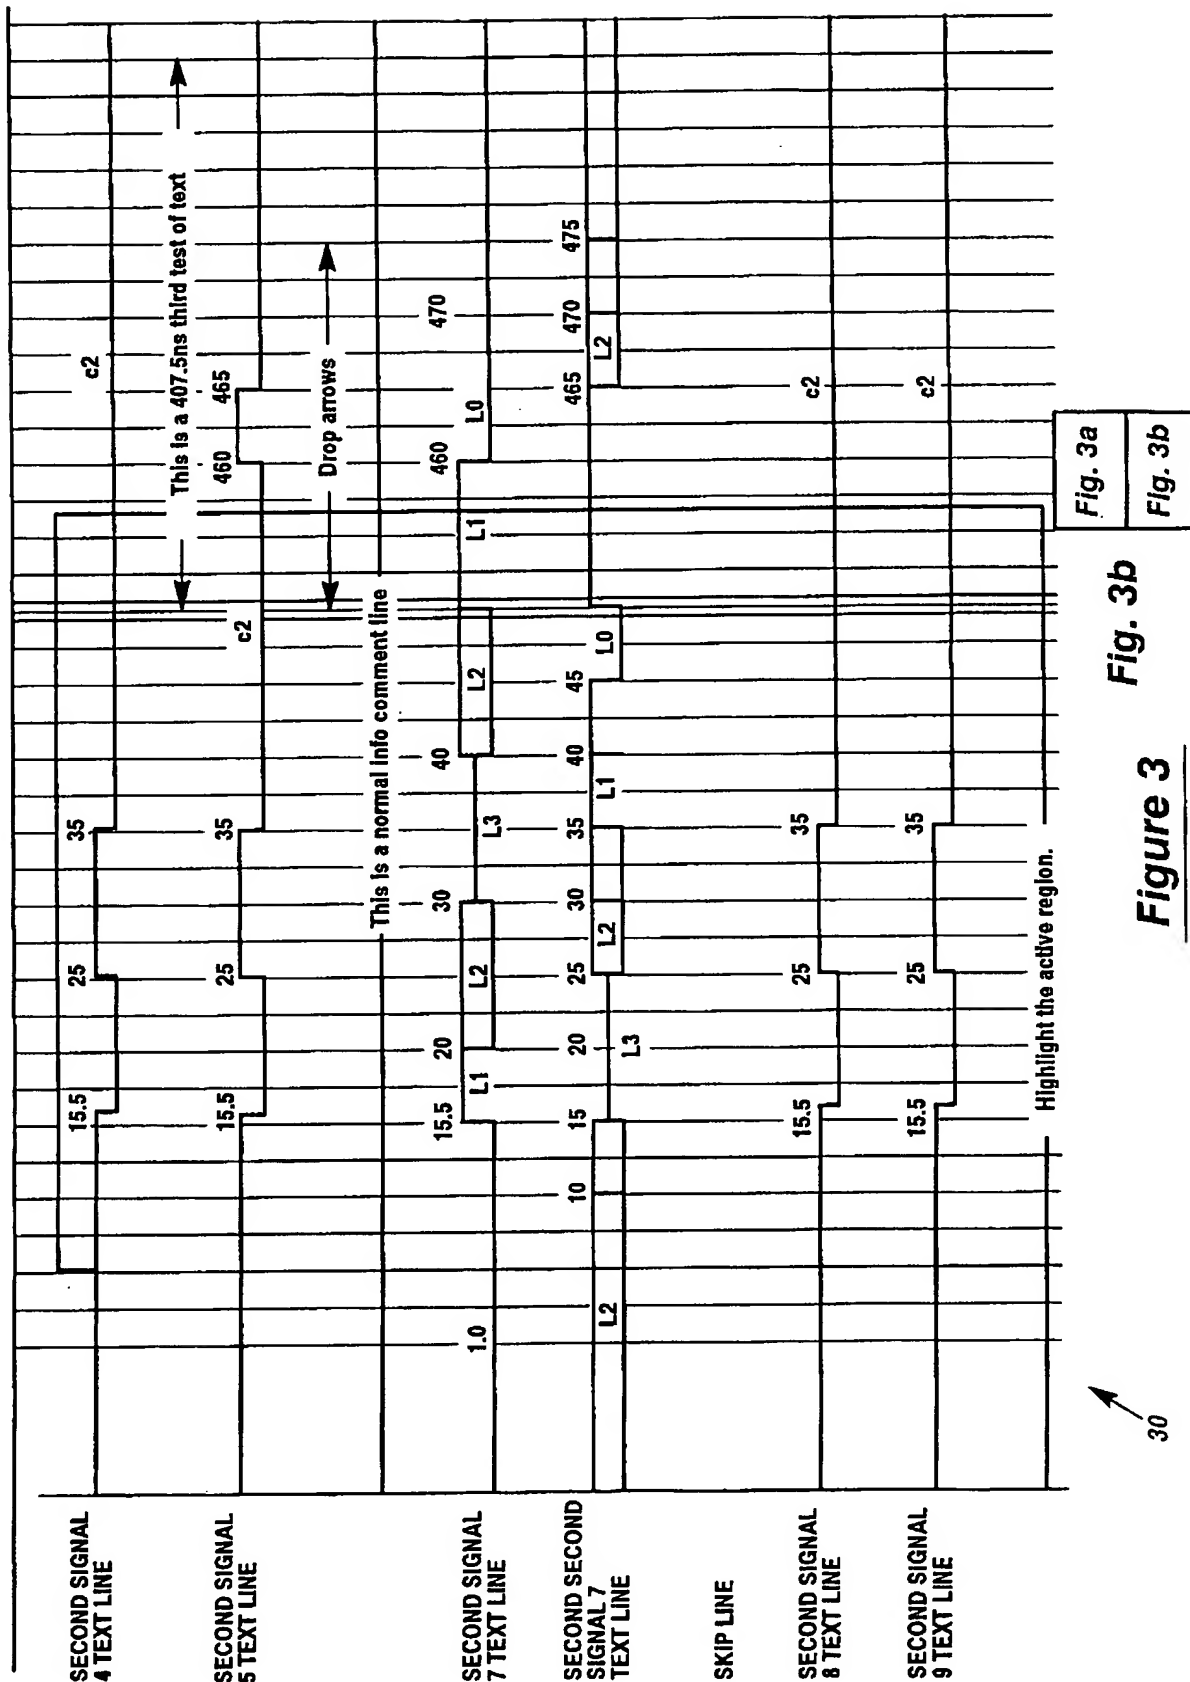 SECOND SIGNAL
4 TEXT LINE
15.5
25
35
c2
This is a 407.5ns third test of text
SECOND SIGNAL
5 TEXT LINE
15.5
25
35
c2
460
465
Drop arrows
This is a normal info comment line
SECOND SIGNAL
7 TEXT LINE
1.0
15.5
L1
20
L2
30
L3
40
L2
L1
460
L0
470
SECOND SECOND
SIGNAL 7
TEXT LINE
L2
10
15
20
L3
25
L2
30
35
L1
40
45
L0
465
L2
470
475
SKIP LINE
SECOND SIGNAL
8 TEXT LINE
15.5
25
35
c2
SECOND SIGNAL
9 TEXT LINE
15.5
25
35
c2
Highlight the active region.
30
Fig. 3a
Fig. 3b
Fig. 3b
Figure 3